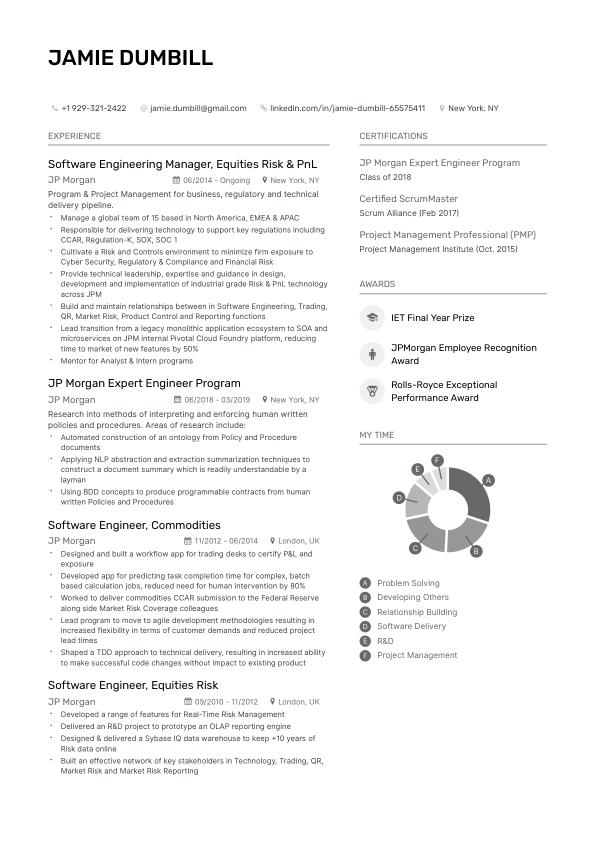 JAMIE DUMBILL
+1 929-321-2422 jamie.dumbill@gmail.com linkedin.com/in/jamie-dumbill-65575411 New York, NY
EXPERIENCE
Software Engineering Manager, Equities Risk & PnL
JP Morgan 06/2014 - Ongoing New York, NY
Program & Project Management for business, regulatory and technical
delivery pipeline.
· Manage a global team of 15 based in North America, EMEA & APAC
· Responsible for delivering technology to support key regulations including
CCAR, Regulation-K, SOX, SOC 1
· Cultivate a Risk and Controls environment to minimize firm exposure to
Cyber Security, Regulatory & Compliance and Financial Risk
· Provide technical leadership, expertise and guidance in design,
development and implementation of industrial grade Risk & PnL technology
across JPM
· Build and maintain relationships between in Software Engineering, Trading,
QR, Market Risk, Product Control and Reporting functions
· Lead transition from a legacy monolithic application ecosystem to SOA and
microservices on JPM internal Pivotal Cloud Foundry platform, reducing
time to market of new features by 50%
· Mentor for Analyst & Intern programs
JP Morgan Expert Engineer Program
JP Morgan 06/2018 - 03/2019 New York, NY
Research into methods of interpreting and enforcing human written
policies and procedures. Areas of research include:
· Automated construction of an ontology from Policy and Procedure
documents
· Applying NLP abstraction and extraction summarization techniques to
construct a document summary which is readily understandable by a
layman
· Using BDD concepts to produce programmable contracts from human
written Policies and Procedures
Software Engineer, Commodities
JP Morgan 11/2012 - 06/2014 London, UK
· Designed and built a workflow app for trading desks to certify P&L and
exposure
· Developed app for predicting task completion time for complex, batch
based calculation jobs, reduced need for human intervention by 80%
· Worked to deliver commodities CCAR submission to the Federal Reserve
along side Market Risk Coverage colleagues
· Lead program to move to agile development methodologies resulting in
increased flexibility in terms of customer demands and reduced project
lead times
· Shaped a TDD approach to technical delivery, resulting in increased ability
to make successful code changes without impact to existing product
Software Engineer, Equities Risk
JP Morgan 09/2010 - 11/2012 London, UK
· Developed a range of features for Real-Time Risk Management
· Delivered an R&D project to prototype an OLAP reporting engine
· Designed & delivered a Sybase IQ data warehouse to keep +10 years of
Risk data online
· Built an effective network of key stakeholders in Technology, Trading, QR,
Market Risk and Market Risk Reporting
CERTIFICATIONS
JP Morgan Expert Engineer Program
Class of 2018
Certified ScrumMaster
Scrum Alliance (Feb 2017)
Project Management Professional (PMP)
Project Management Institute (Oct. 2015)
AWARDS
IET Final Year Prize
JPMorgan Employee Recognition
Award
Rolls-Royce Exceptional
Performance Award
MY TIME
F
E
A
D
C
B
A Problem Solving
B Developing Others
C Relationship Building
D Software Delivery
E R&D
F Project Management